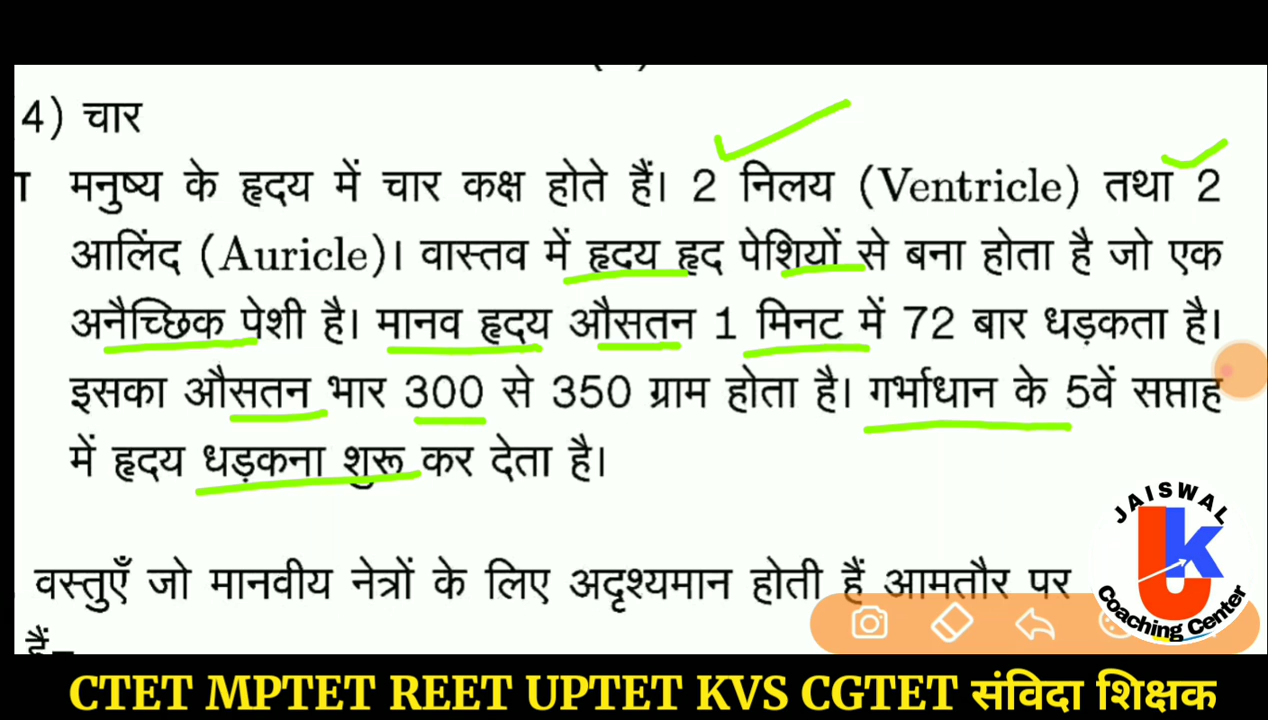 4) चार
मनुष्य के हृदय में चार कक्ष होते हैं। 2 निलय (Ventricle) तथा 2
आलिंद (Auricle)। वास्तव में हृदय हृद पेशियों से बना होता है जो एक
अनैच्छिक पेशी है। मानव हृदय औसतन 1 मिनट में 72 बार धड़कता है।
इसका औसतन भार 300 से 350 ग्राम होता है। गर्भाधान के 5वें सप्ताह
में हृदय धड़कना शुरू कर देता है।
वस्तुएँ जो मानवीय नेत्रों के लिए अदृश्यमान होती हैं आमतौर पर
हैं–
JAISWAL
UK
Coaching Center
CTET MPTET REET UPTET KVS CGTET संविदा शिक्षक